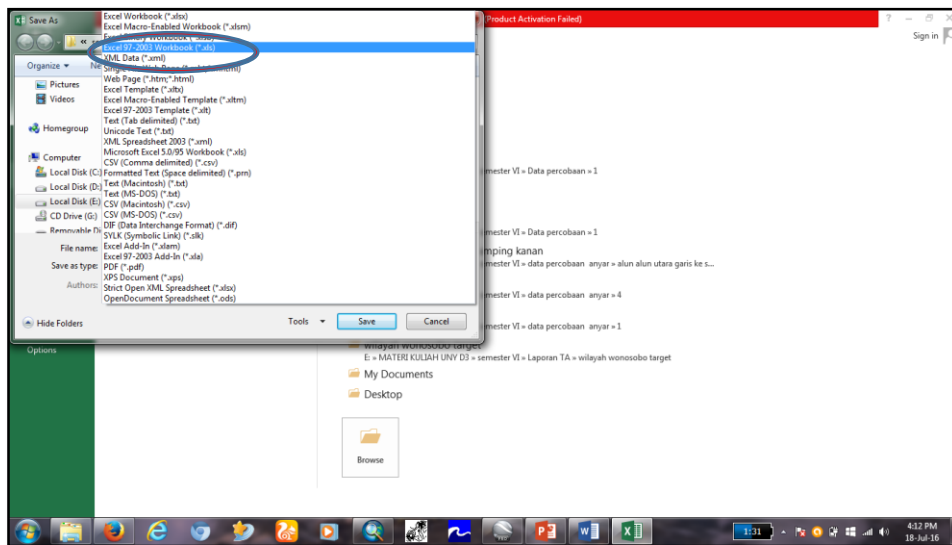 Save As
(Product Activation Failed)
Sign in
Excel Workbook (*.xlsx)
Excel Macro-Enabled Workbook (*.xlsm)
Excel Binary Workbook (*.xlsb)
Excel 97-2003 Workbook (*.xls)
XML Data (*.xml)
Web Page (*.htm;*.html)
Excel Template (*.xltx)
Excel Macro-Enabled Template (*.xltm)
Excel 97-2003 Template (*.xlt)
Text (Tab delimited) (*.txt)
Unicode Text (*.txt)
XML Spreadsheet 2003 (*.xml)
Microsoft Excel 5.0/95 Workbook (*.xls)
CSV (Comma delimited) (*.csv)
Formatted Text (Space delimited) (*.prn)
Text (Macintosh) (*.txt)
Text (MS-DOS) (*.txt)
CSV (Macintosh) (*.csv)
CSV (MS-DOS) (*.csv)
DIF (Data Interchange Format) (*.dif)
SYLK (Symbolic Link) (*.slk)
Excel Add-In (*.xlam)
Excel 97-2003 Add-In (*.xla)
PDF (*.pdf)
XPS Document (*.xps)
Strict Open XML Spreadsheet (*.xlsx)
OpenDocument Spreadsheet (*.ods)
Organize
Ne
Pictures
Videos
Homegroup
Computer
Local Disk (C:
Local Disk (D:
Local Disk (E:)
CD Drive (G:)
Removable Di
File name:
Save as type:
Authors:
Hide Folders
Tools
Save
Cancel
Options
mester VI » Data percobaan » 1
mester VI » Data percobaan » 1
mping kanan
mester VI » data percobaan anyar » alun alun utara garis ke s...
mester VI » data percobaan anyar » 4
mester VI » data percobaan anyar » 1
wilayah wonosobo target
E: » MATERI KULIAH UNY D3 » semester VI » Laporan TA » wilayah wonosobo target
My Documents
Desktop
Browse
1:31
4:12 PM
18-Jul-16